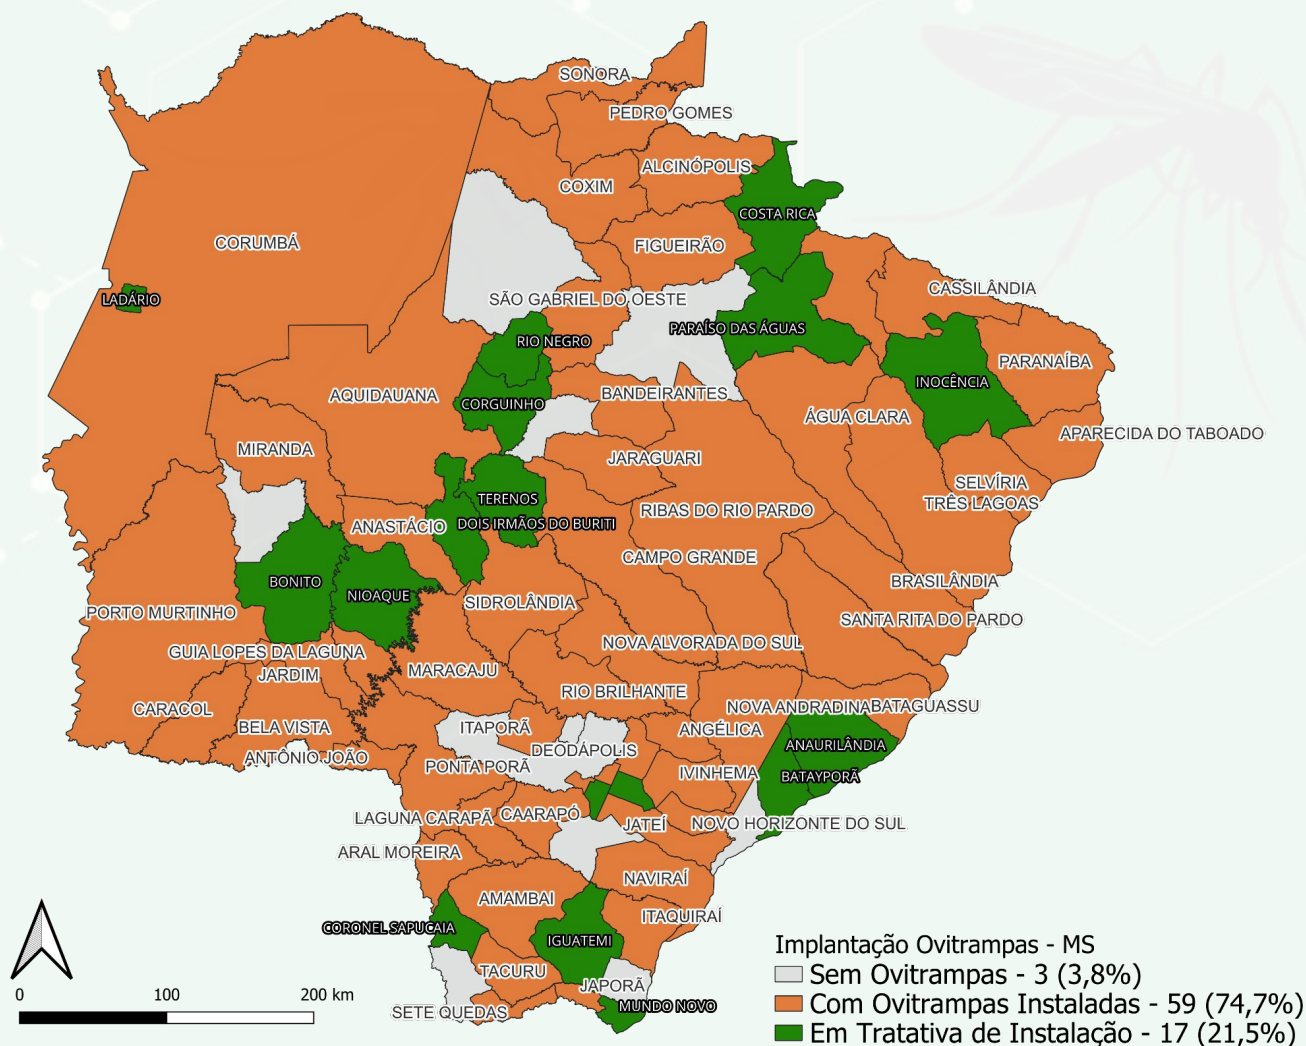 SONORA
PEDRO GOMES
ALCINÓPOLIS
COXIM
COSTA RICA
CORUMBÁ
FIGUEIRÃO
CASSILÂNDIA
LADÁRIO
SÃO GABRIEL DO OESTE
PARAÍSO DAS ÁGUAS
RIO NEGRO
PARANAÍBA
INOCÊNCIA
AQUIDAUANA
BANDEIRANTES
CORGUINHO
ÁGUA CLARA
APARECIDA DO TABOADO
MIRANDA
JARAGUARI
SELVÍRIA
TERENOS
TRÊS LAGOAS
RIBAS DO RIO PARDO
ANASTÁCIO
DOIS IRMÃOS DO BURITI
CAMPO GRANDE
BONITO
BRASILÂNDIA
NIOAQUE
SIDROLÂNDIA
PORTO MURTINHO
SANTA RITA DO PARDO
NOVA ALVORADA DO SUL
GUIA LOPES DA LAGUNA
MARACAJU
JARDIM
RIO BRILHANTE
CARACOL
NOVA ANDRADINA
BATAGUASSU
BELA VISTA
ITAPORÃ
ANGÉLICA
ANAURILÂNDIA
DEODÁPOLIS
ANTÔNIO JOÃO
PONTA PORÃ
IVINHEMA
BATAYPORÃ
LAGUNA CARAPÃ
CAARAPÓ
JATEÍ
NOVO HORIZONTE DO SUL
ARAL MOREIRA
NAVIRAÍ
AMAMBAI
ITAQUIRAÍ
CORONEL SAPUCAIA
IGUATEMI
TACURU
JAPORÃ
SETE QUEDAS
MUNDO NOVO
0 100 200 km
Implantação Ovitrampas - MS
Sem Ovitrampas - 3 (3,8%)
Com Ovitrampas Instaladas - 59 (74,7%)
Em Tratativa de Instalação - 17 (21,5%)